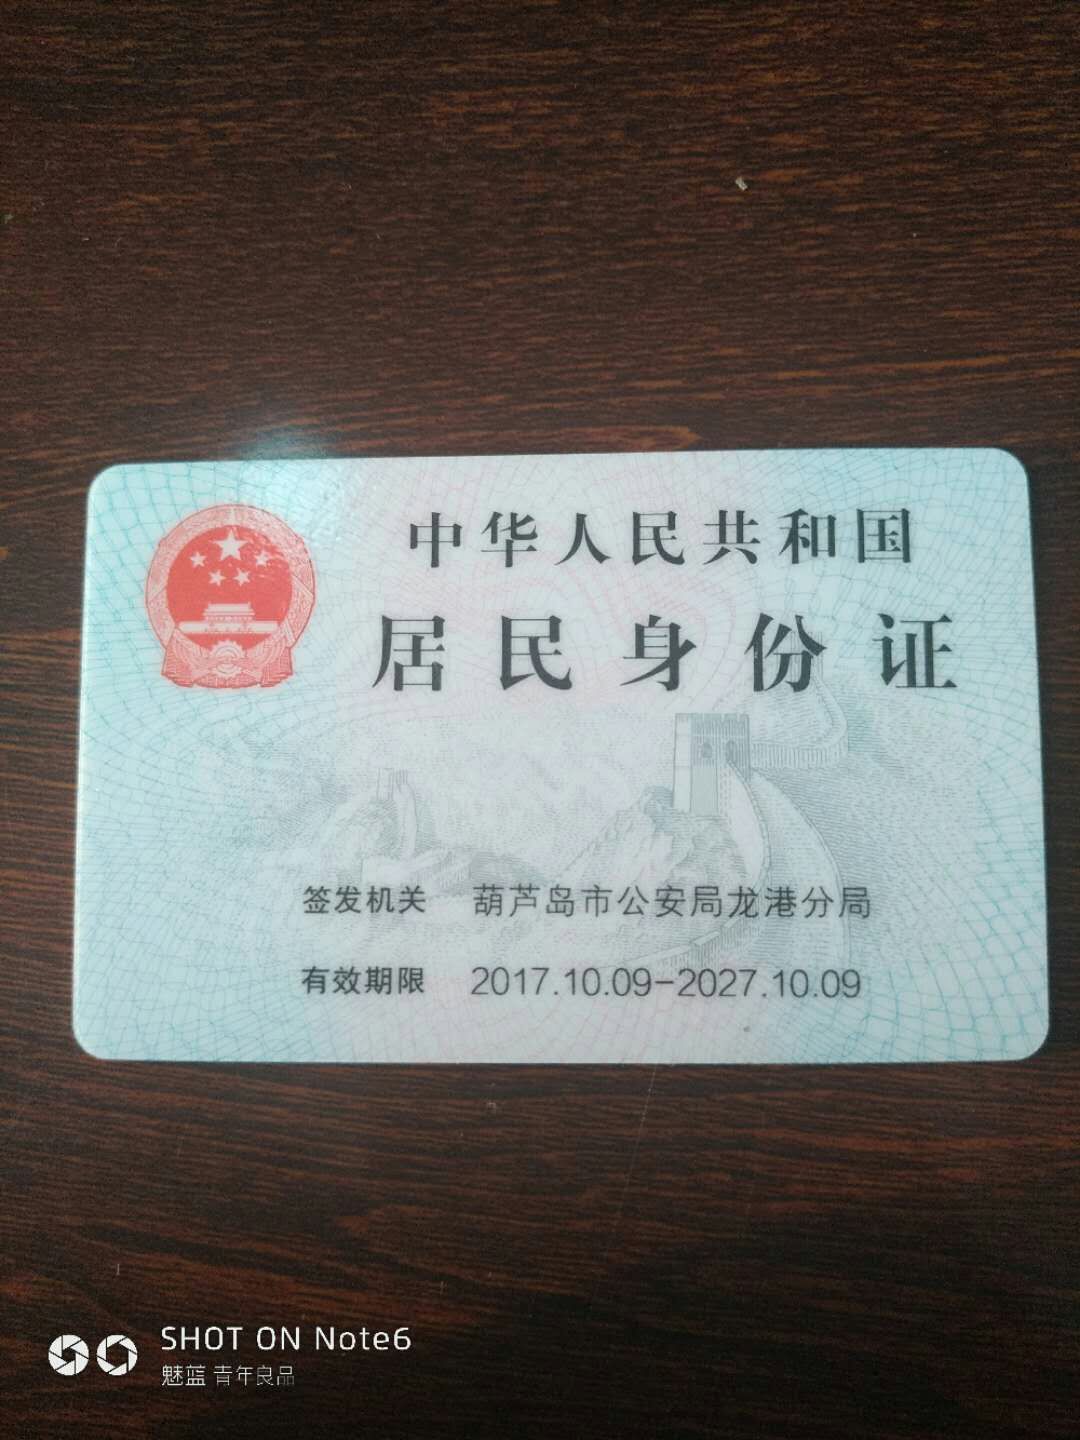 中华人民共和国
居民身份证
签发机关 葫芦岛市公安局龙港分局
有效期限 2017.10.09-2027.10.09
SHOT ON Note6
魅蓝 青年良品